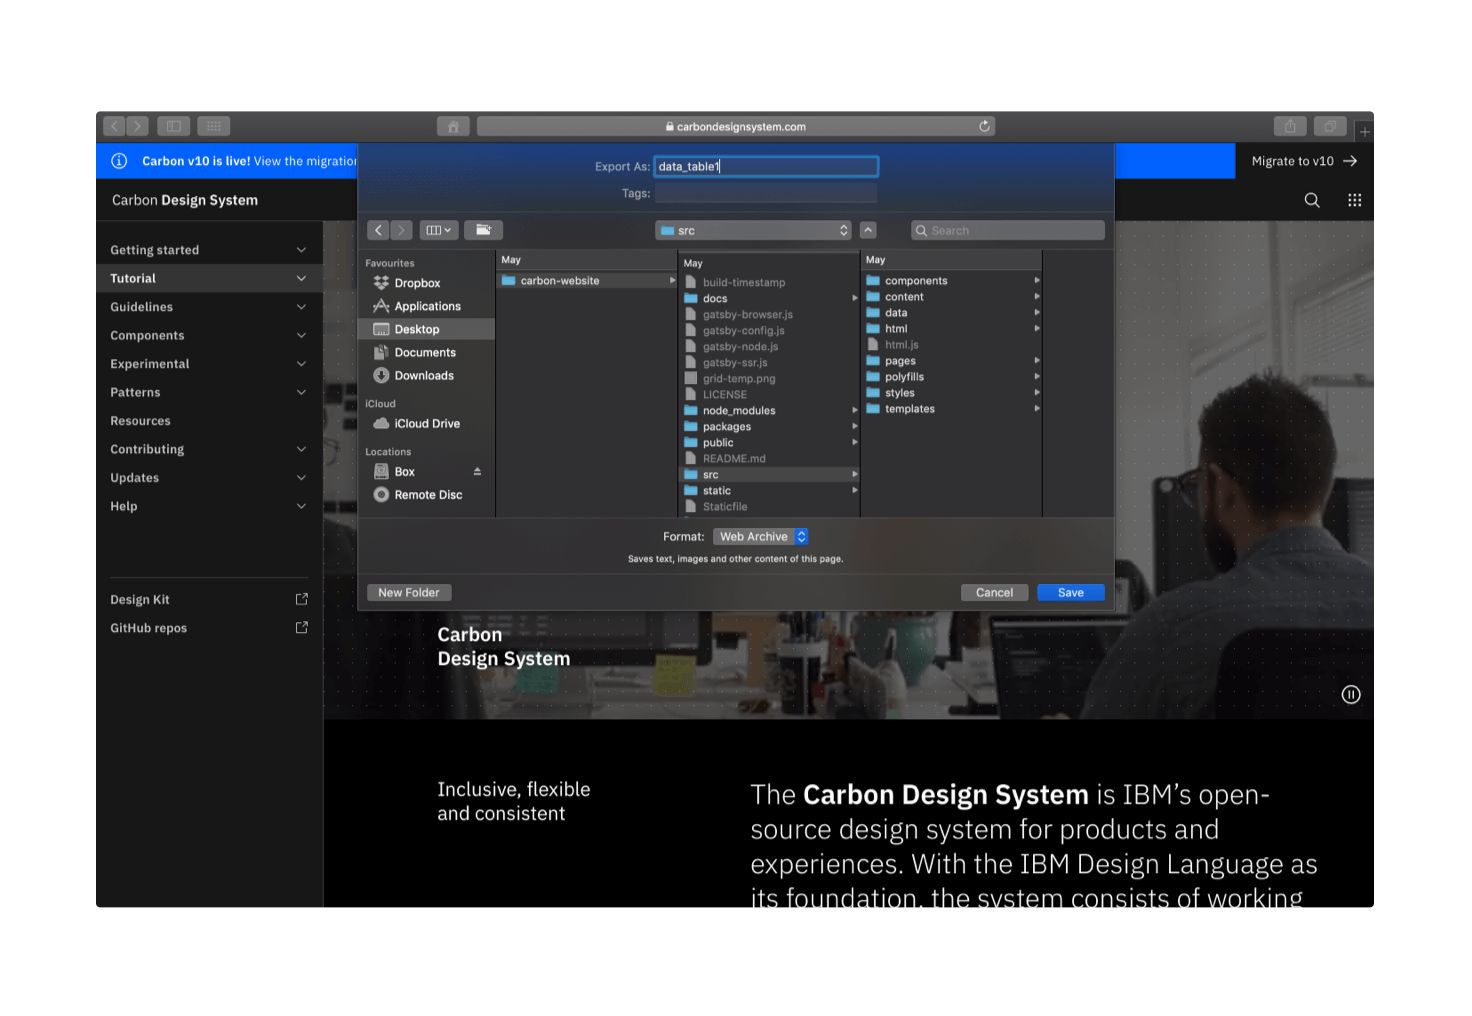 carbondesignsystem.com
Carbon v10 is live! View the migration
Migrate to v10
Export As: data_table1
Tags:
Carbon Design System
src
Search
Getting started
Tutorial
Guidelines
Components
Experimental
Patterns
Resources
Contributing
Updates
Help
Design Kit
GitHub repos
Favourites
Dropbox
Applications
Desktop
Documents
Downloads
iCloud
iCloud Drive
Locations
Box
Remote Disc
May
carbon-website
May
build-timestamp
docs
gatsby-browser.js
gatsby-config.js
gatsby-node.js
gatsby-ssr.js
grid-temp.png
LICENSE
node_modules
packages
public
README.md
src
static
Staticfile
May
components
content
data
html
html.js
pages
polyfills
styles
templates
Format: Web Archive
Saves text, images and other content of this page.
New Folder
Cancel
Save
Carbon
Design System
Inclusive, flexible
and consistent
The Carbon Design System is IBM’s open-
source design system for products and
experiences. With the IBM Design Language as
its foundation, the system consists of working